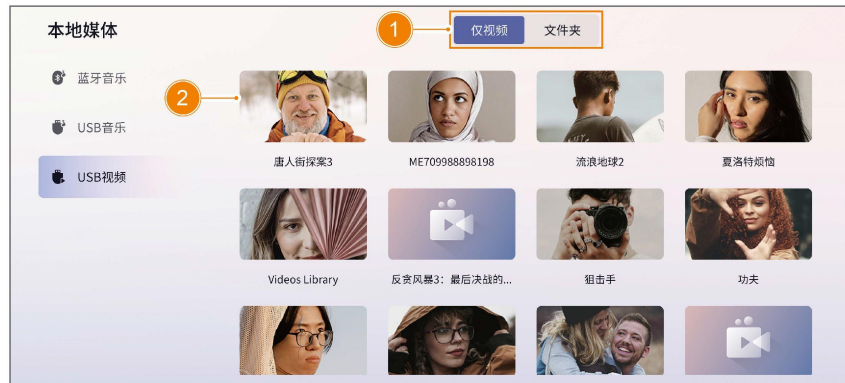 本地媒体
1
仅视频 文件夹
蓝牙音乐
USB音乐
USB视频
2
唐人街探案3 ME709988898198 流浪地球2 夏洛特烦恼
Videos Library 反贪风暴3：最后决战的... 狙击手 功夫